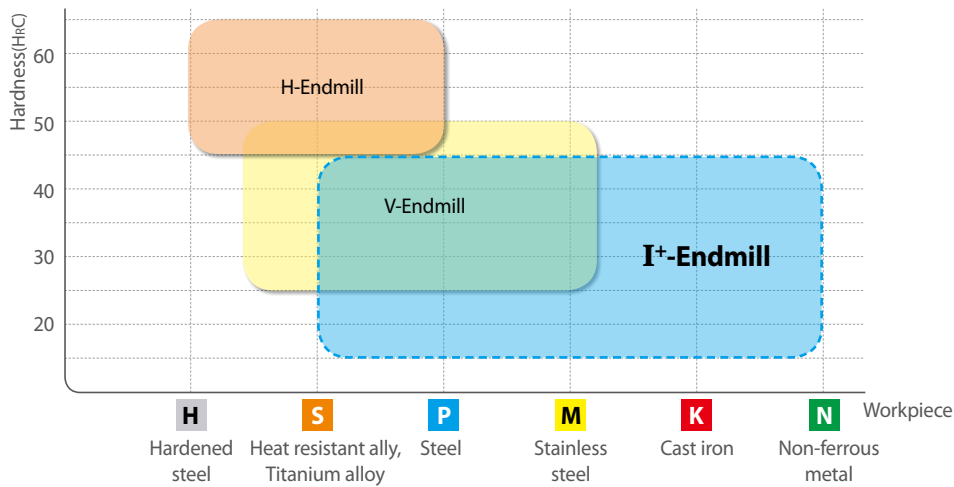 Hardness(HRC)
60
50
40
30
20
H-Endmill
V-Endmill
I+-Endmill
H
S
P
M
K
N
Workpiece
Hardened
steel
Heat resistant ally,
Titanium alloy
Steel
Stainless
steel
Cast iron
Non-ferrous
metal